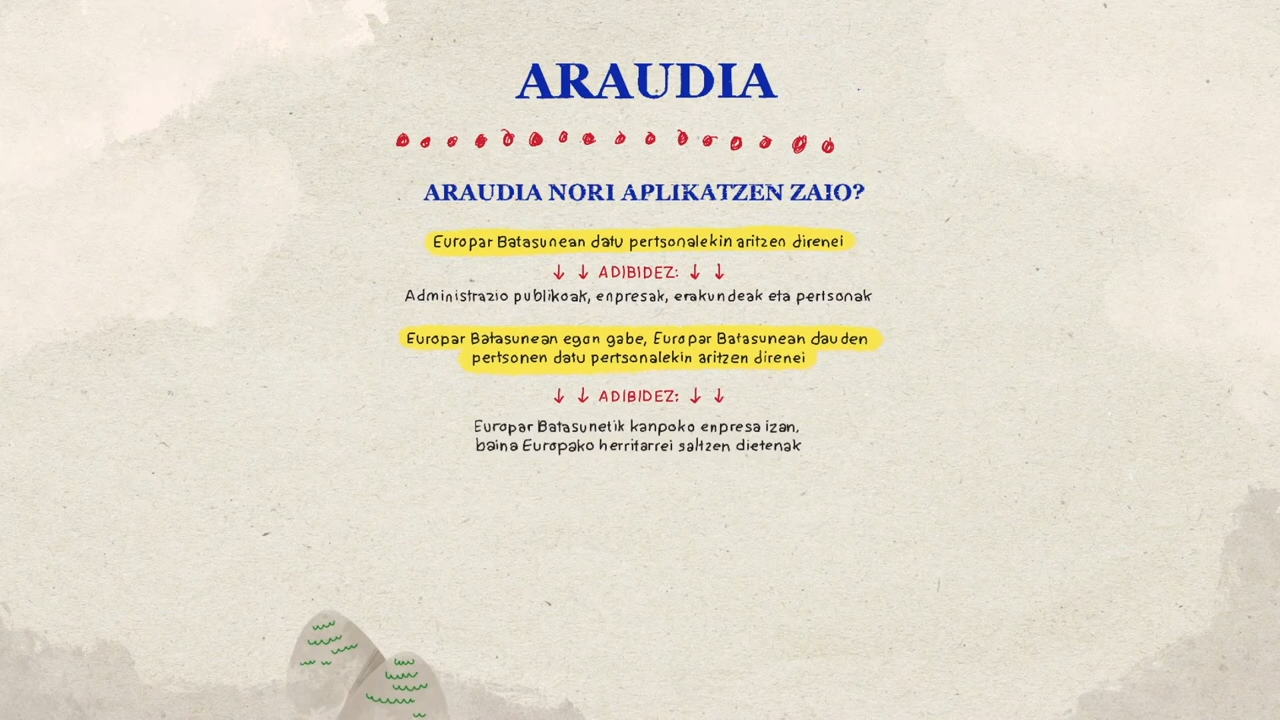 ARAUDIA
ARAUDIA NORI APLIKATZEN ZAIO?
Europar Batasunean datu pertsonalekin aritzen direnei
↓ ↓ ADIBIDEZ: ↓ ↓
Administrazio publikoak, enpresak, erakundeak eta pertsonak
Europar Batasunean egon gabe, Europar Batasunean dauden
pertsonen datu pertsonalekin aritzen direnei
↓ ↓ ADIBIDEZ: ↓ ↓
Europar Batasunetik kanpoko enpresa izan,
baina Europako herritarrei saltzen dietenak